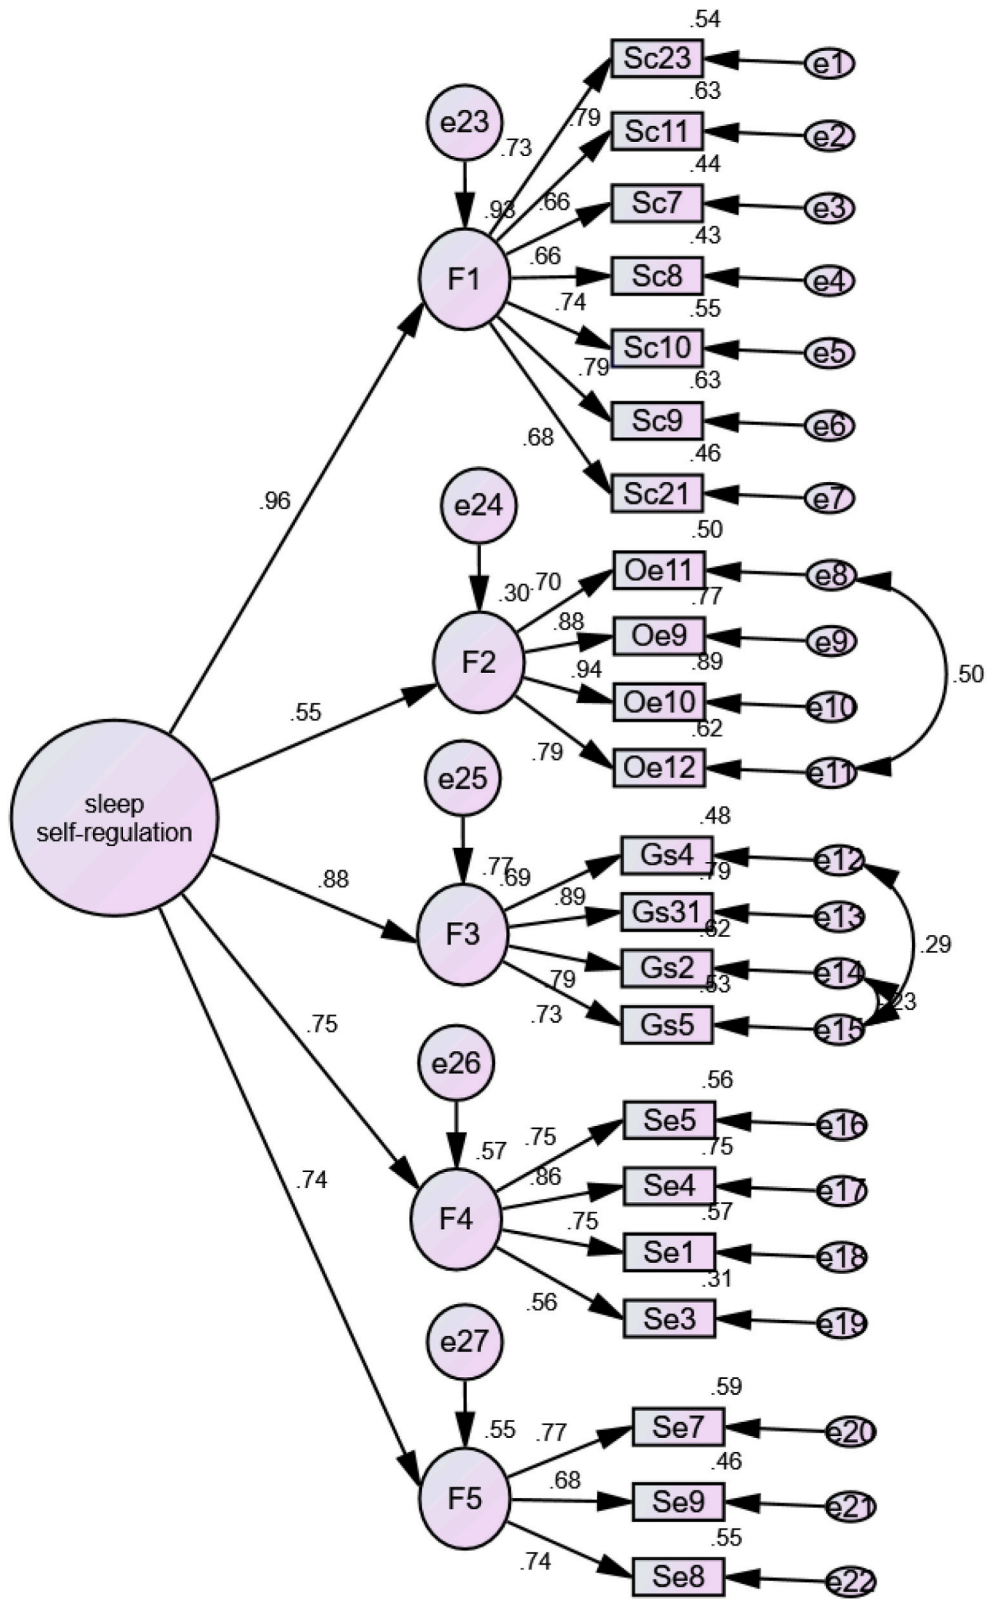 .54
Sc23
e1
.63
e23
.79
Sc11
e2
.73
.44
.93
.66
Sc7
e3
.43
F1
.66
Sc8
e4
.74
.55
Sc10
e5
.79
.63
Sc9
e6
.68
.46
Sc21
e7
.96
e24
.50
.30
.70
Oe11
e8
.77
.88
Oe9
e9
.89
F2
.94
Oe10
e10
.50
.62
.55
.79
Oe12
e11
e25
sleep
self-regulation
.48
Gs4
e12
.77
.69
.79
.88
.89
Gs31
e13
.62
F3
.29
Gs2
e14
.79
.53
.23
.73
Gs5
e15
.75
e26
.56
Se5
e16
.57
.75
.75
.86
Se4
e17
.57
F4
.75
Se1
e18
.31
.74
.56
Se3
e19
e27
.59
.55
.77
Se7
e20
.46
F5
.68
Se9
e21
.55
.74
Se8
e22